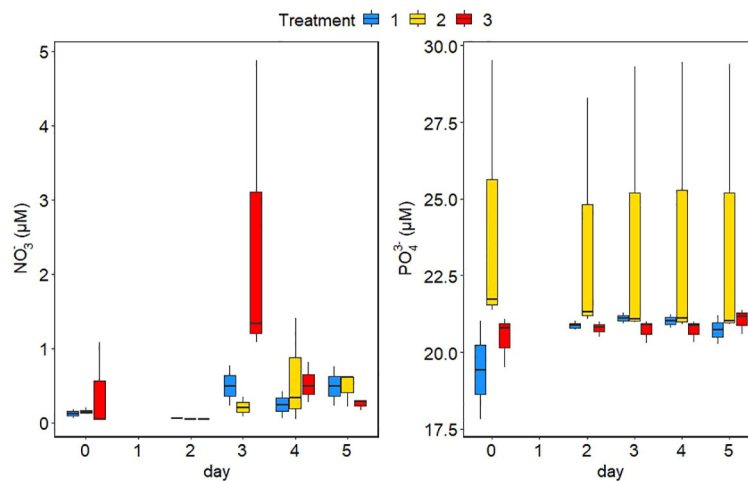 Treatment 1 2 3
NO₃⁻ (µM)
5
4
3
2
1
0
0 1 2 3 4 5
day
PO₄³⁻ (µM)
30.0
27.5
25.0
22.5
20.0
17.5
0 1 2 3 4 5
day